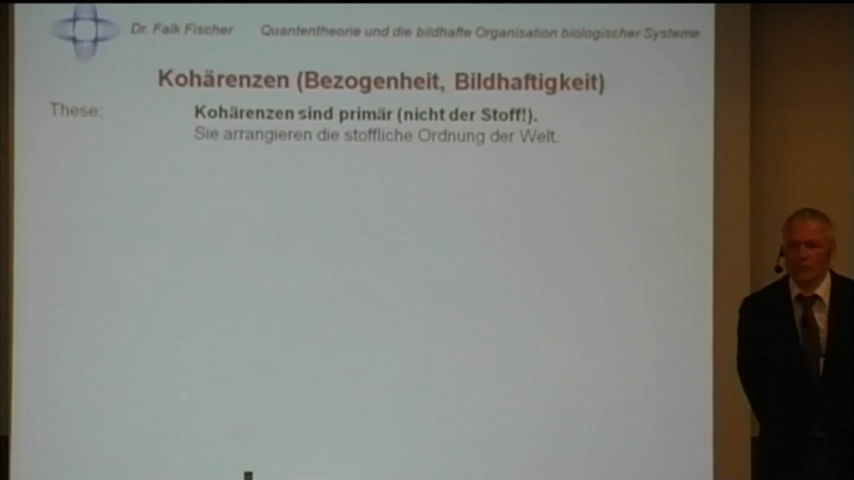 Dr. Falk Fischer Quantentheorie und die bildhafte Organisation biologischer Systeme
Kohärenzen (Bezogenheit, Bildhaftigkeit)
These: Kohärenzen sind primär (nicht der Stoff!).
Sie arrangieren die stoffliche Ordnung der Welt.